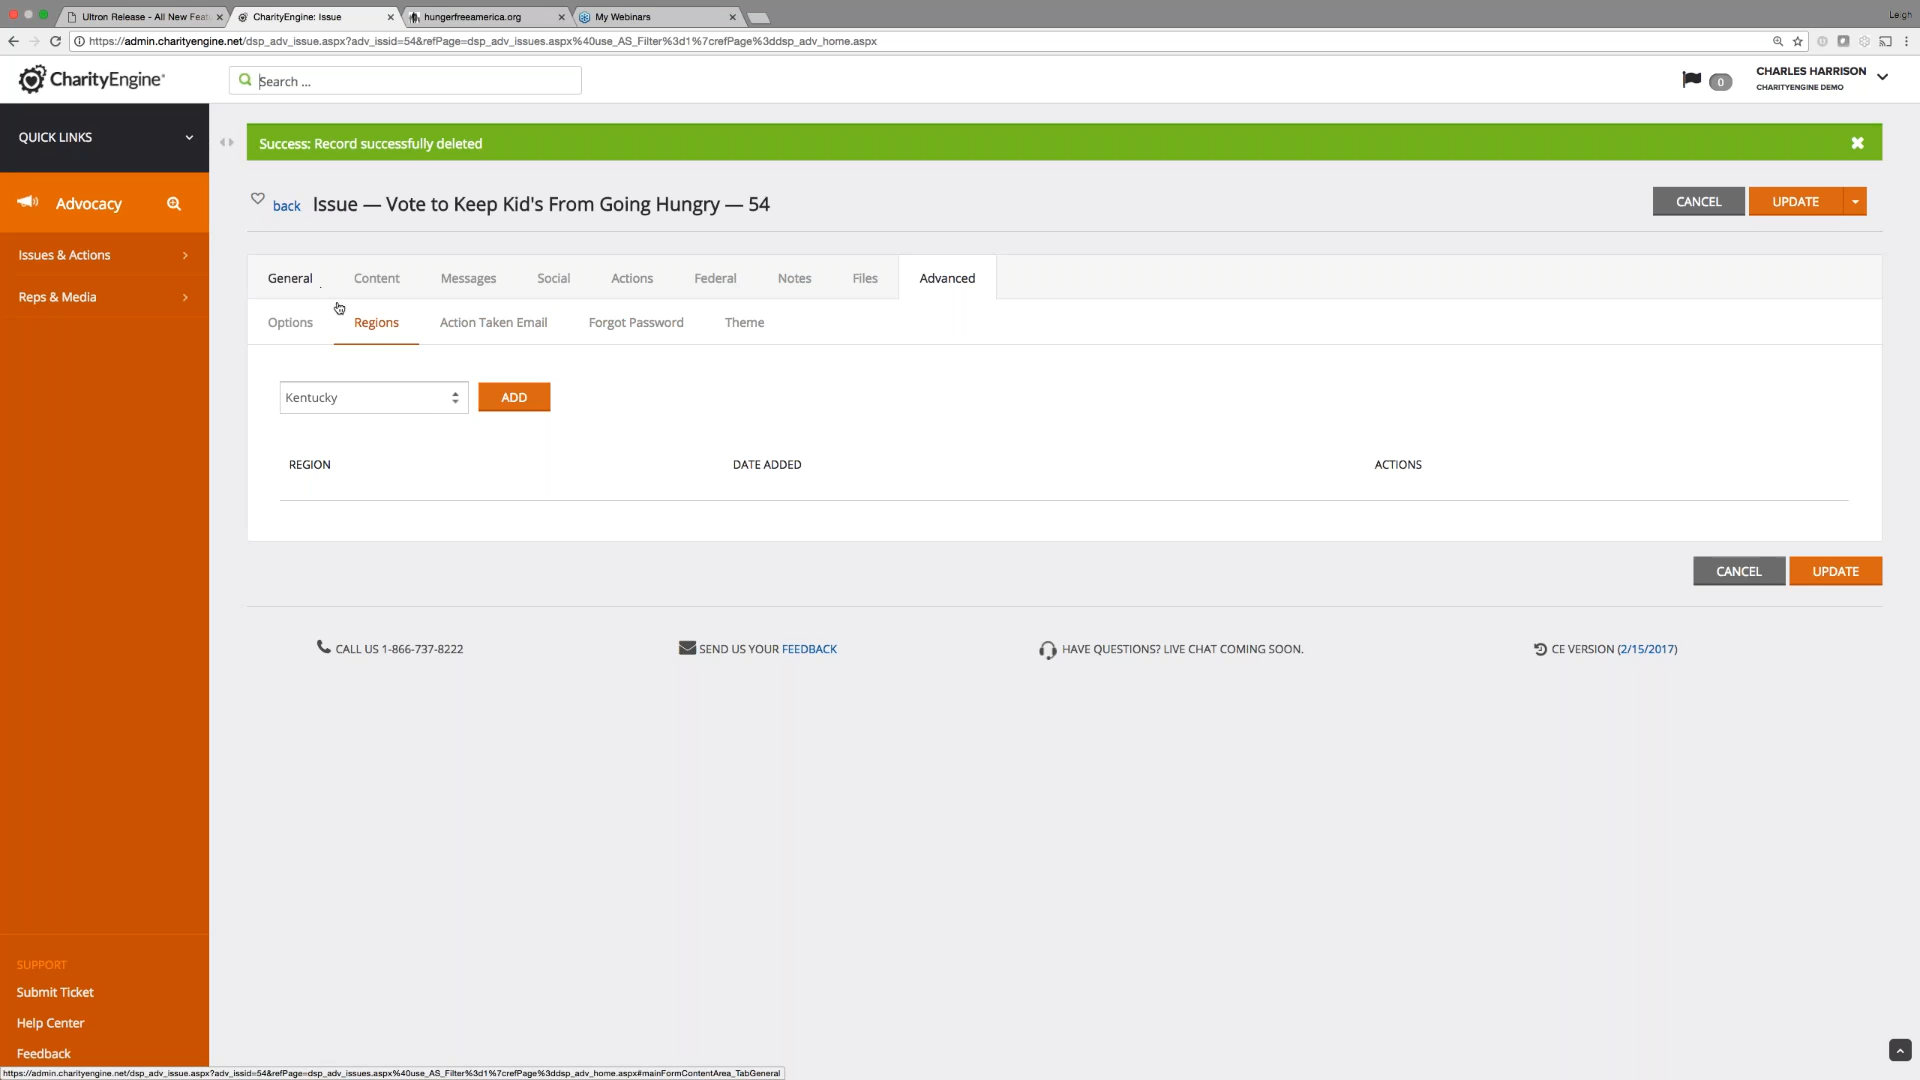 Ultron Release - All New Feat
CharityEngine: Issue
hungerfreeamerica.org
My Webinars
Leigh
https://admin.charityengine.net/dsp_adv_issue.aspx?adv_issid=54&refPage=dsp_adv_issues.aspx%40use_AS_Filter%3d1%7crefPage%3ddsp_adv_home.aspx
CharityEngine
Search ...
0
CHARLES HARRISON
CHARITYENGINE DEMO
QUICK LINKS
Success: Record successfully deleted
Advocacy
back
Issue — Vote to Keep Kid's From Going Hungry — 54
CANCEL
UPDATE
Issues & Actions
Reps & Media
General
Content
Messages
Social
Actions
Federal
Notes
Files
Advanced
Options
Regions
Action Taken Email
Forgot Password
Theme
Kentucky
ADD
REGION
DATE ADDED
ACTIONS
CANCEL
UPDATE
CALL US 1-866-737-8222
SEND US YOUR FEEDBACK
HAVE QUESTIONS? LIVE CHAT COMING SOON.
CE VERSION (2/15/2017)
SUPPORT
Submit Ticket
Help Center
Feedback
https://admin.charityengine.net/dsp_adv_issue.aspx?adv_issid=54&refPage=dsp_adv_issues.aspx%40use_AS_Filter%3d1%7crefPage%3ddsp_adv_home.aspx#mainFormContentArea_TabGeneral